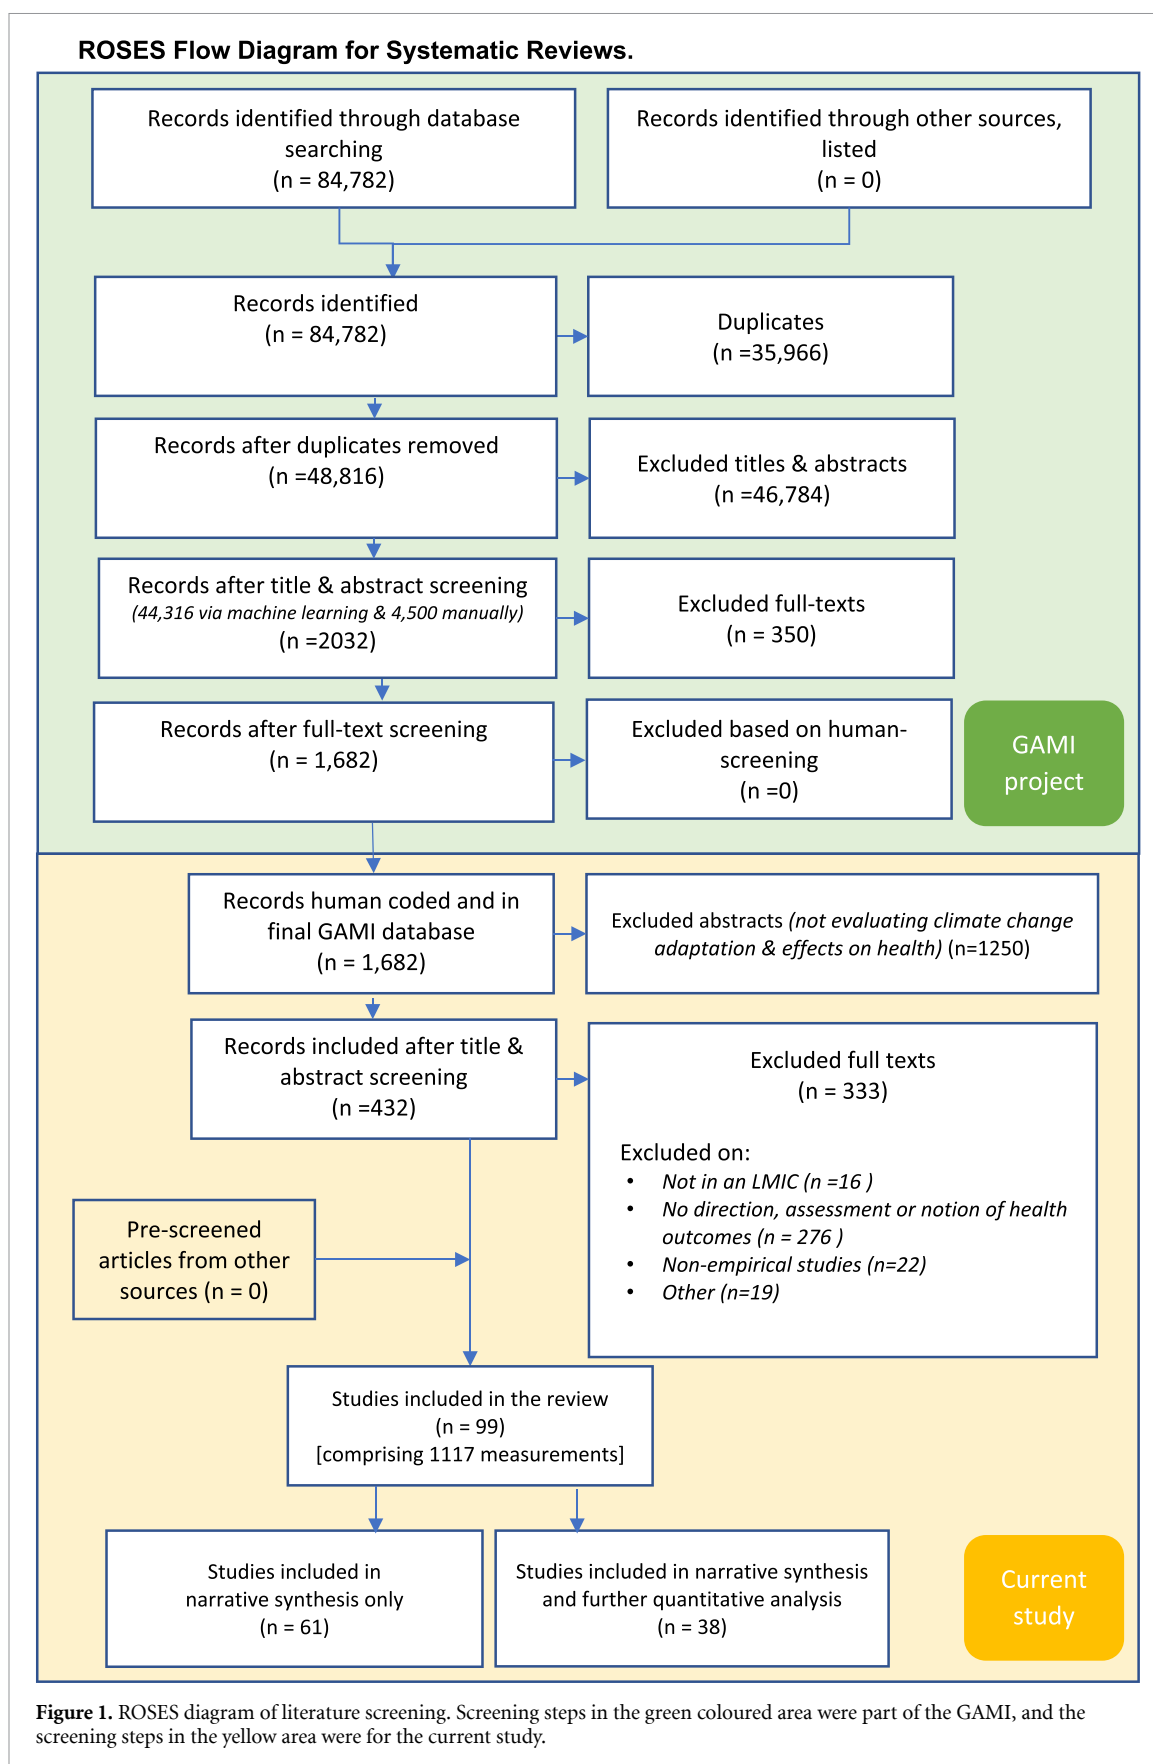 ROSES Flow Diagram for Systematic Reviews.
Records identified through database
searching
(n = 84,782)
Records identified through other sources,
listed
(n = 0)
Records identified
(n = 84,782)
Duplicates
(n =35,966)
Records after duplicates removed
(n =48,816)
Excluded titles & abstracts
(n =46,784)
Records after title & abstract screening
(44,316 via machine learning & 4,500 manually)
(n =2032)
Excluded full-texts
(n = 350)
Records after full-text screening
(n = 1,682)
Excluded based on human-
screening
(n =0)
GAMI
project
Records human coded and in
final GAMI database
(n = 1,682)
Excluded abstracts (not evaluating climate change
adaptation & effects on health) (n=1250)
Records included after title &
abstract screening
(n =432)
Excluded full texts
(n = 333)
Excluded on:
• Not in an LMIC (n =16 )
• No direction, assessment or notion of health
outcomes (n = 276 )
• Non-empirical studies (n=22)
• Other (n=19)
Pre-screened
articles from other
sources (n = 0)
Studies included in the review
(n = 99)
[comprising 1117 measurements]
Studies included in
narrative synthesis only
(n = 61)
Studies included in narrative synthesis
and further quantitative analysis
(n = 38)
Current
study
Figure 1. ROSES diagram of literature screening. Screening steps in the green coloured area were part of the GAMI, and the
screening steps in the yellow area were for the current study.